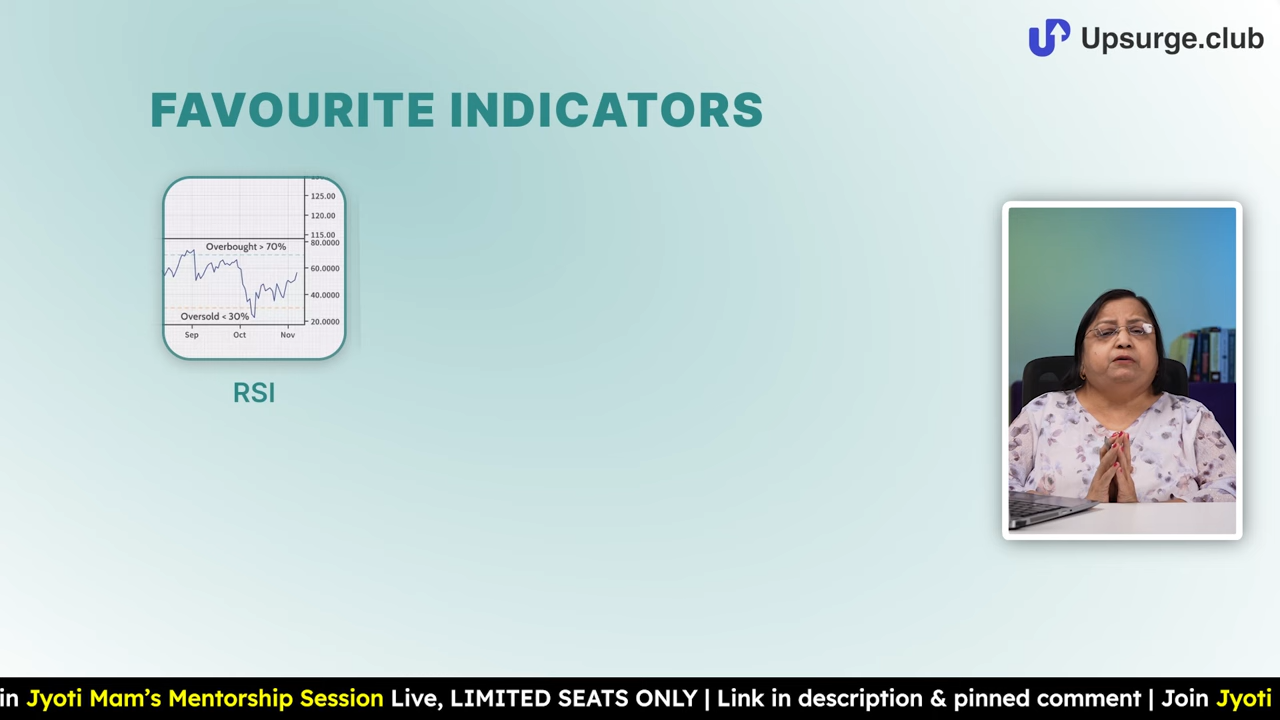 Upsurge.club
FAVOURITE INDICATORS
125.00
120.00
115.00
80.0000
Overbought > 70%
60.0000
40.0000
Oversold < 30%
20.0000
Sep Oct Nov
RSI
in Jyoti Mam's Mentorship Session Live, LIMITED SEATS ONLY | Link in description & pinned comment | Join Jyoti